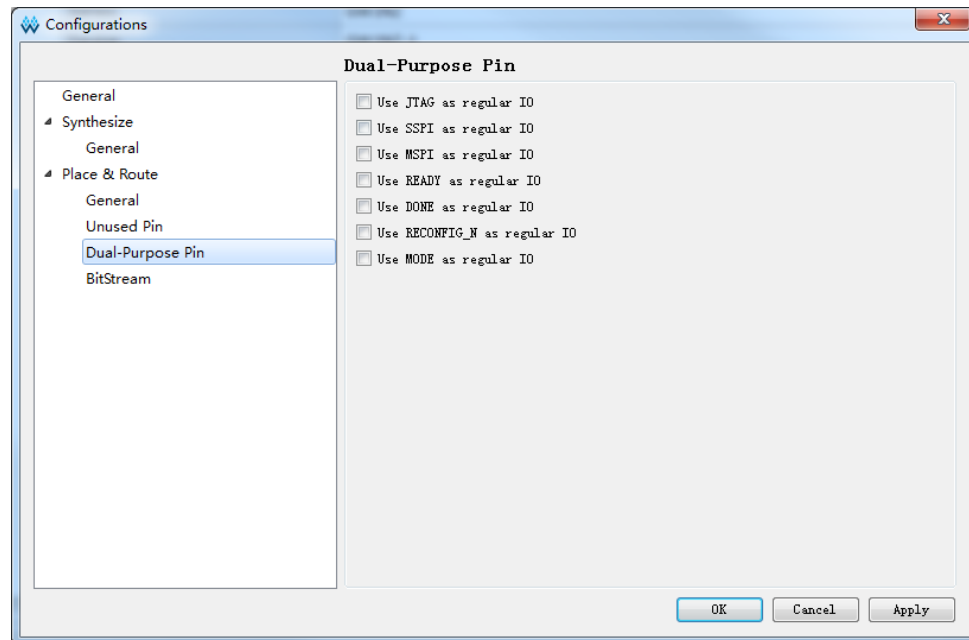 Configurations
Dual-Purpose Pin
General
Synthesize
General
Place & Route
General
Unused Pin
Dual-Purpose Pin
BitStream
Use JTAG as regular IO
Use SSPI as regular IO
Use MSPI as regular IO
Use READY as regular IO
Use DONE as regular IO
Use RECONFIG_N as regular IO
Use MODE as regular IO
OK
Cancel
Apply